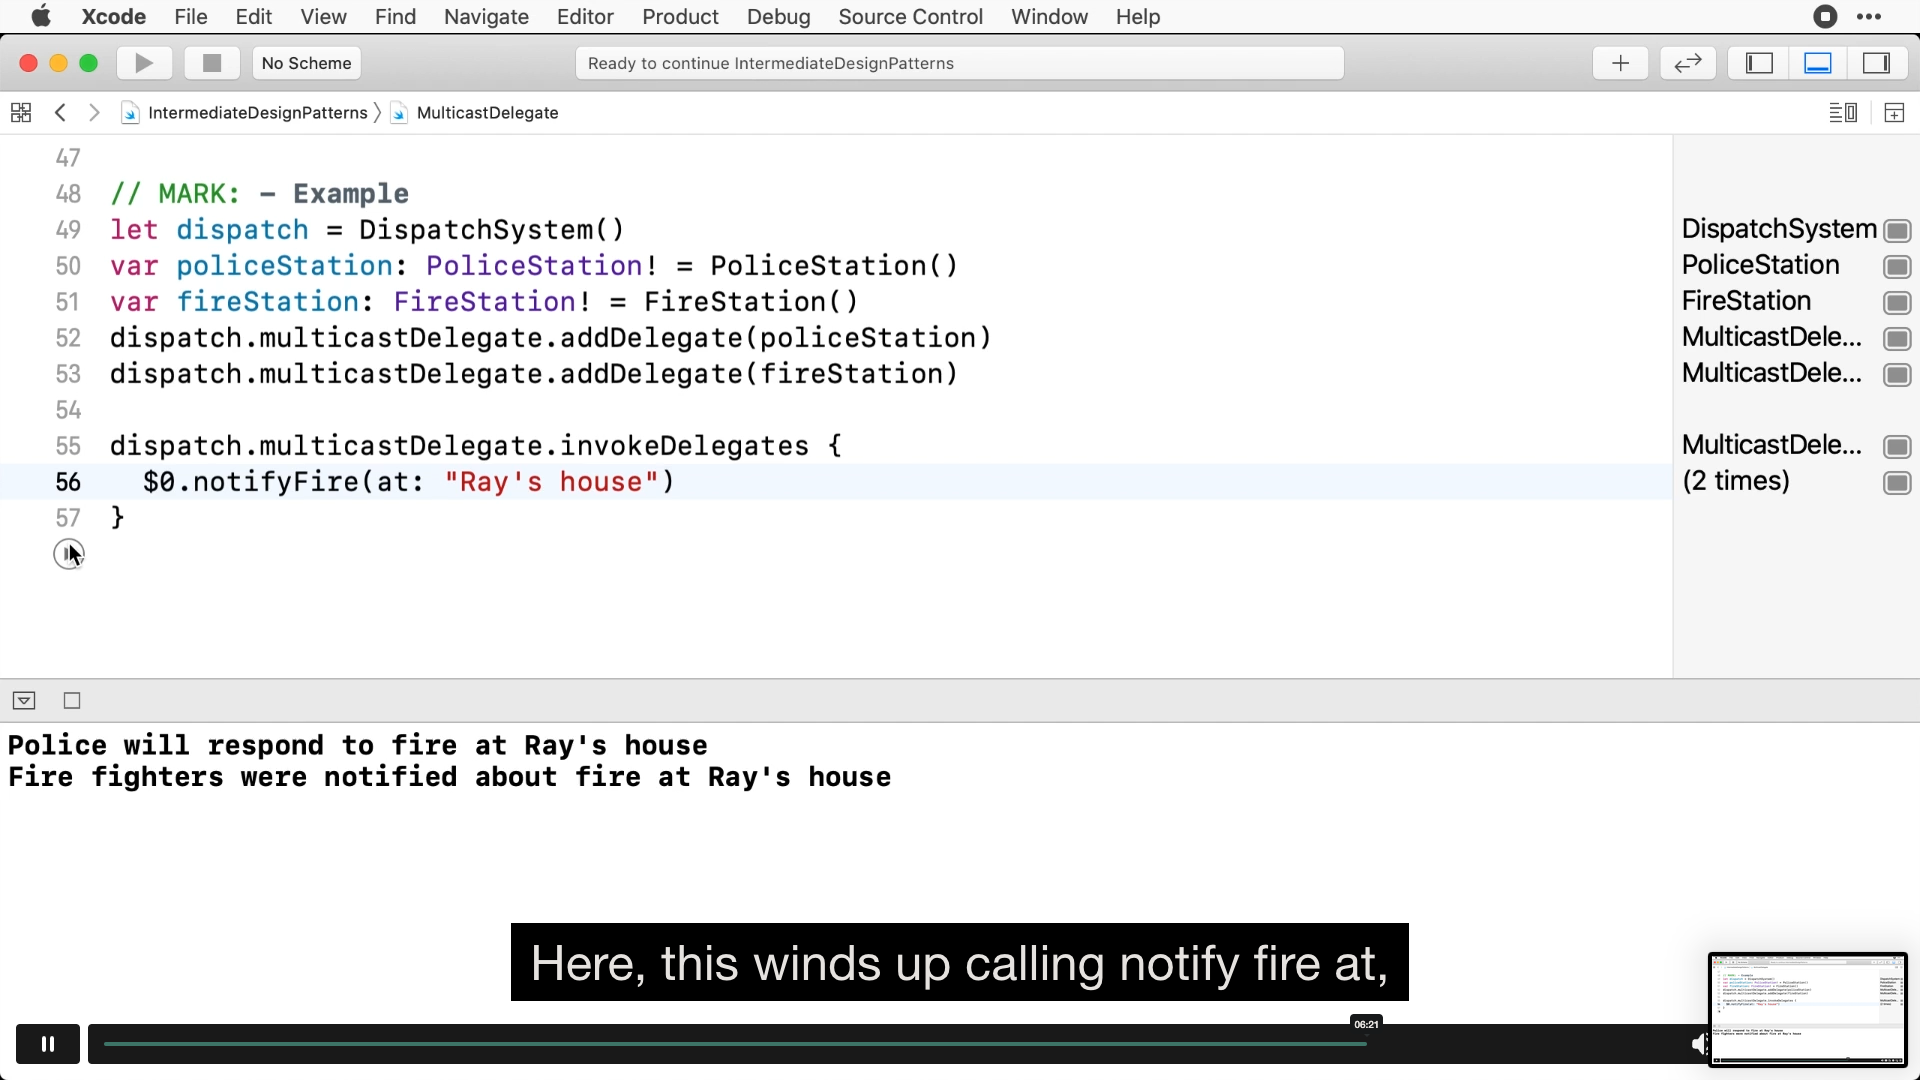 Xcode File Edit View Find Navigate Editor Product Debug Source Control Window Help
No Scheme
Ready to continue IntermediateDesignPatterns
IntermediateDesignPatterns
MulticastDelegate
47
48 // MARK: - Example
49 let dispatch = DispatchSystem()
DispatchSystem
50 var policeStation: PoliceStation! = PoliceStation()
PoliceStation
51 var fireStation: FireStation! = FireStation()
FireStation
52 dispatch.multicastDelegate.addDelegate(policeStation)
MulticastDele...
53 dispatch.multicastDelegate.addDelegate(fireStation)
MulticastDele...
54
55 dispatch.multicastDelegate.invokeDelegates {
MulticastDele...
56 $0.notifyFire(at: "Ray's house")
(2 times)
57 }
Police will respond to fire at Ray's house
Fire fighters were notified about fire at Ray's house
Here, this winds up calling notify fire at,
06:21